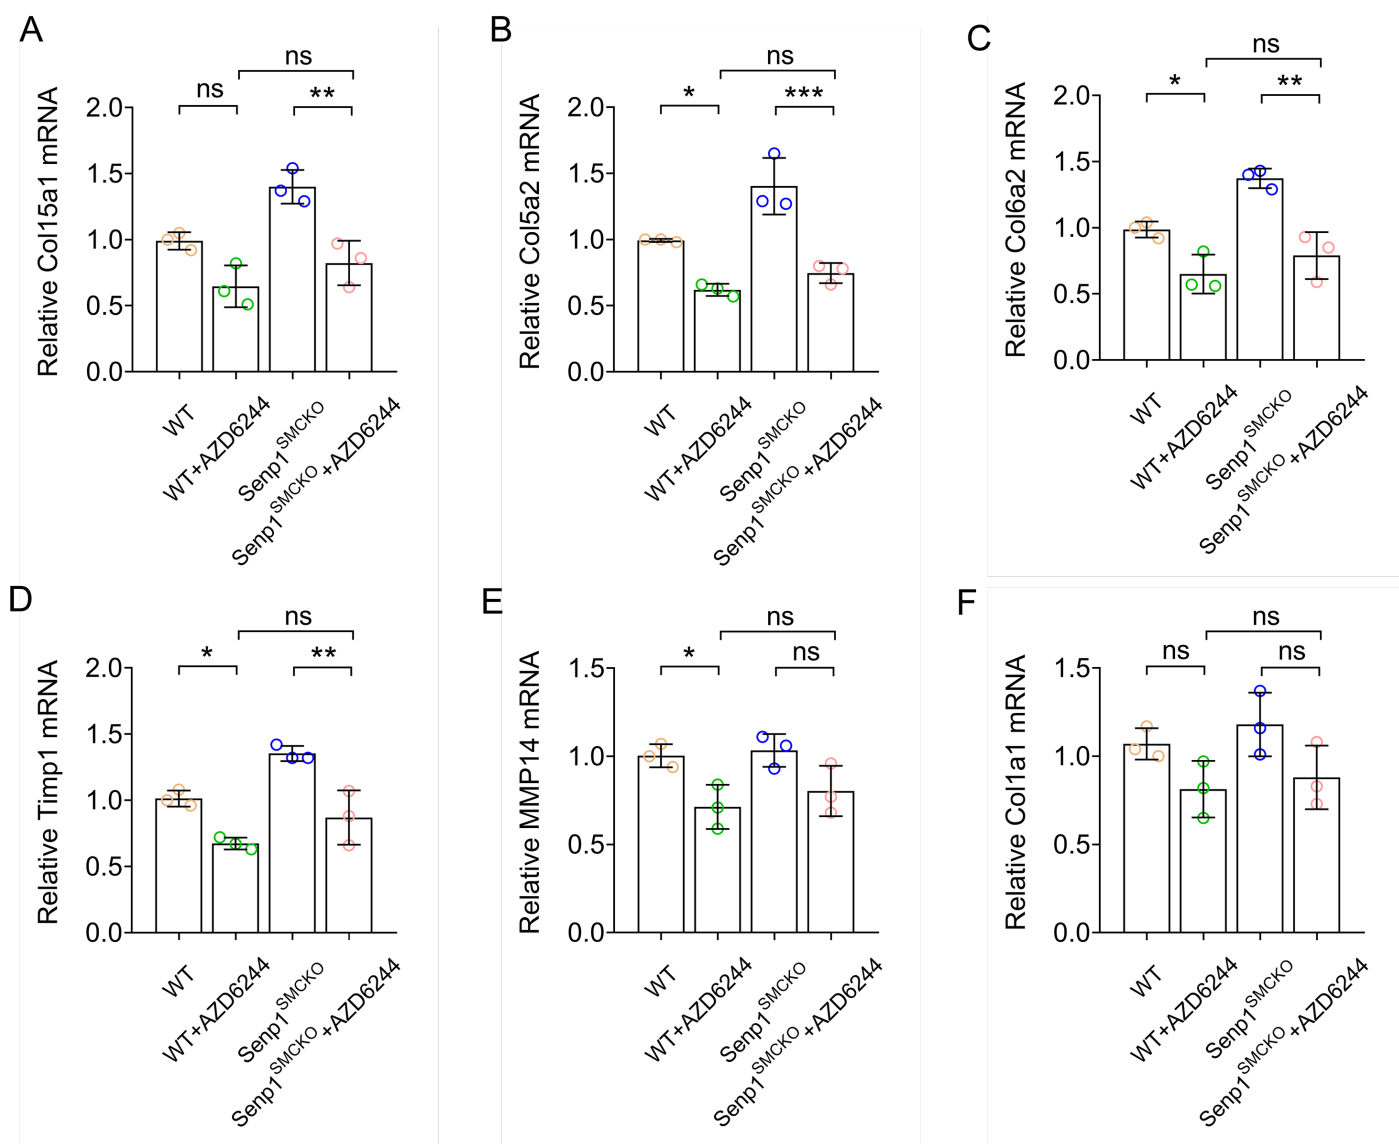 A
ns
ns
**
Relative Col15a1 mRNA
2.0
1.5
1.0
0.5
0.0
WT
WT+AZD6244
Senp1SMCKO
Senp1SMCKO+AZD6244
B
ns
*
***
Relative Col5a2 mRNA
2.0
1.5
1.0
0.5
0.0
WT
WT+AZD6244
Senp1SMCKO
Senp1SMCKO+AZD6244
C
ns
*
**
Relative Col6a2 mRNA
2.0
1.5
1.0
0.5
0.0
WT
WT+AZD6244
Senp1SMCKO
Senp1SMCKO+AZD6244
D
ns
*
**
Relative Timp1 mRNA
2.0
1.5
1.0
0.5
0.0
WT
WT+AZD6244
Senp1SMCKO
Senp1SMCKO+AZD6244
E
ns
*
ns
Relative MMP14 mRNA
1.5
1.0
0.5
0.0
WT
WT+AZD6244
Senp1SMCKO
Senp1SMCKO+AZD6244
F
ns
ns
ns
Relative Col1a1 mRNA
1.5
1.0
0.5
0.0
WT
WT+AZD6244
Senp1SMCKO
Senp1SMCKO+AZD6244